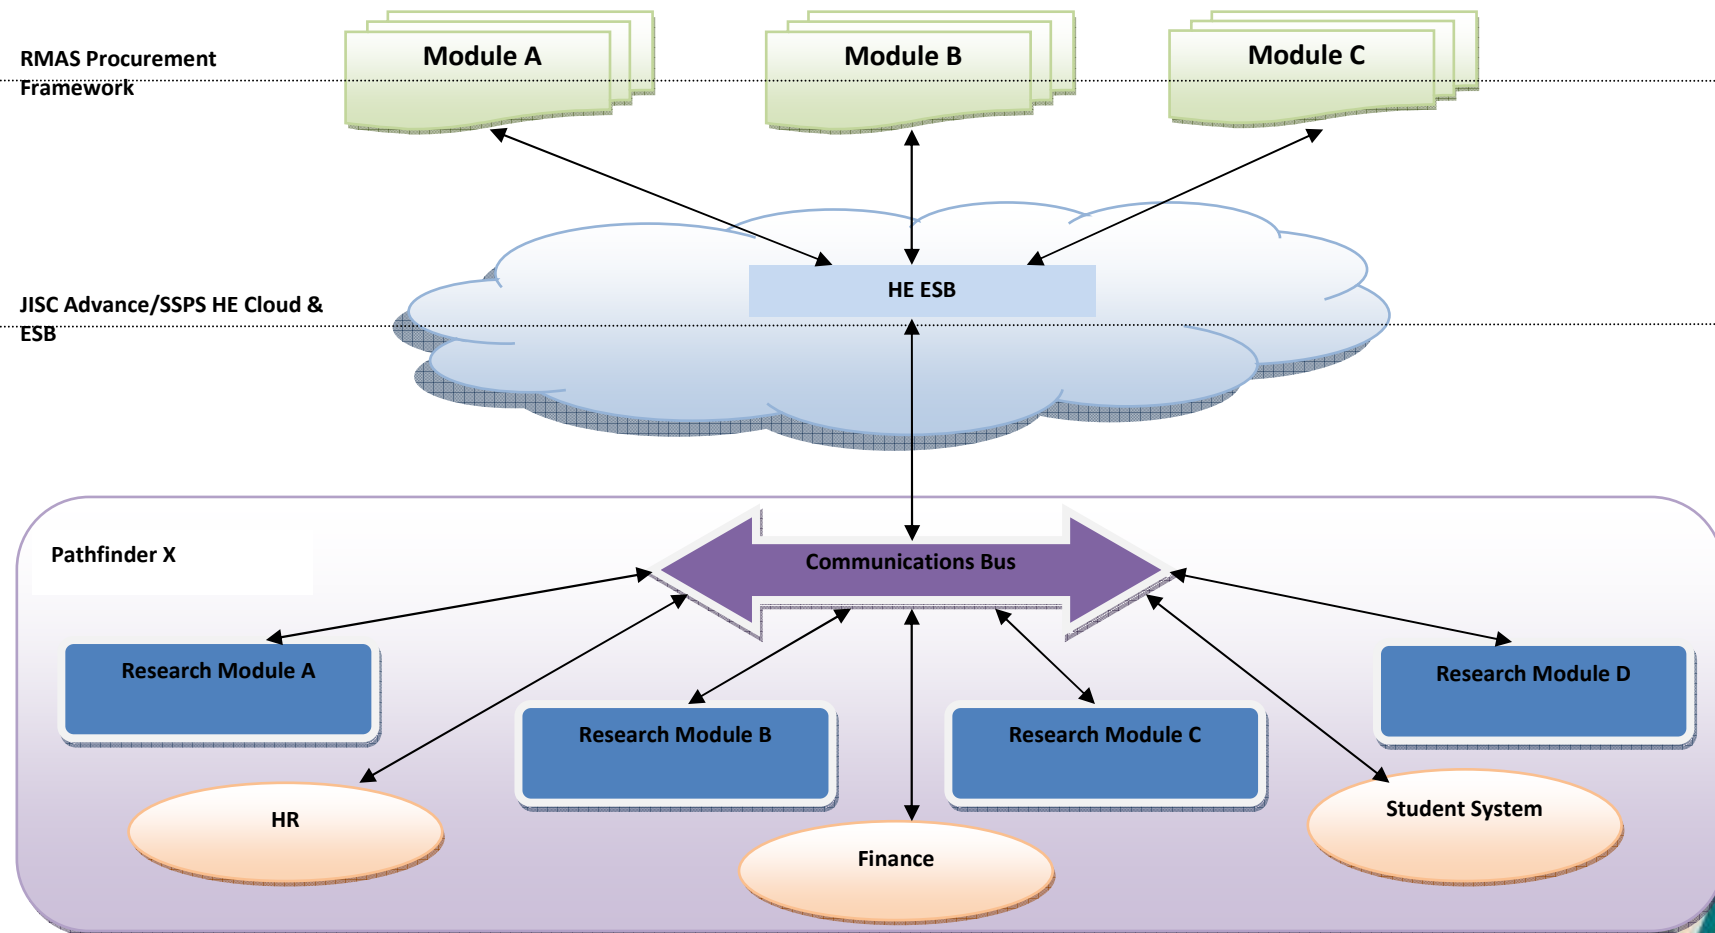 RMAS Procurement
Framework
Module A
Module B
Module C
JISC Advance/SSPS HE Cloud &
ESB
HE ESB
Pathfinder X
Communications Bus
Research Module A
Research Module B
Research Module C
Research Module D
HR
Finance
Student System